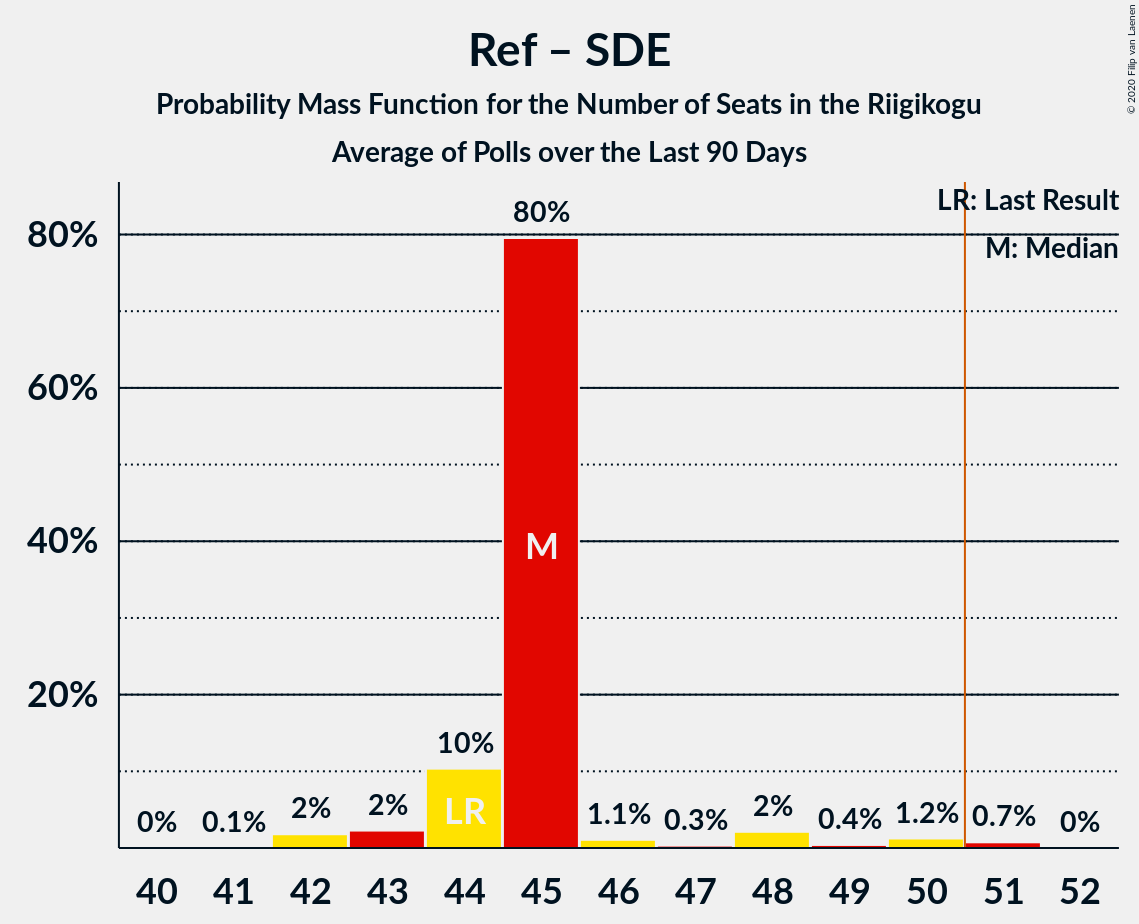 Ref – SDE
Probability Mass Function for the Number of Seats in the Riigikogu
Average of Polls over the Last 90 Days
© 2020 Filip van Laenen
LR: Last Result
M: Median
80%
60%
40%
20%
0%
0.1%
2%
2%
10%
80%
1.1%
0.3%
2%
0.4%
1.2%
0.7%
0%
LR
M
40 41 42 43 44 45 46 47 48 49 50 51 52